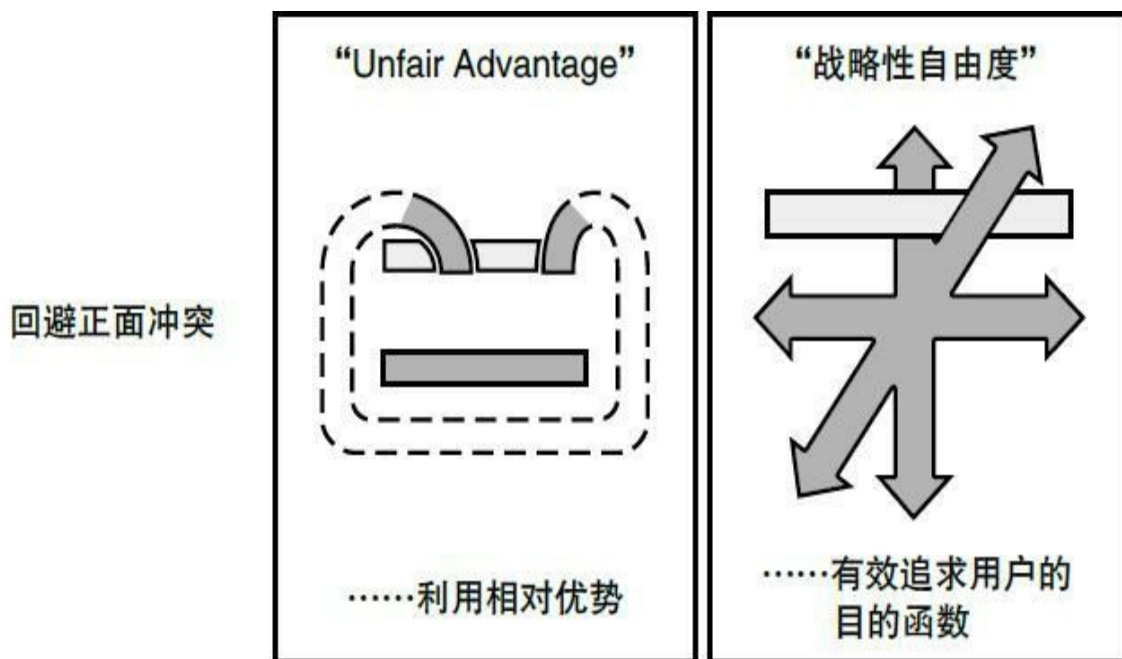 “Unfair Advantage”
“战略性自由度”
回避正面冲突
……利用相对优势
……有效追求用户的
目的函数